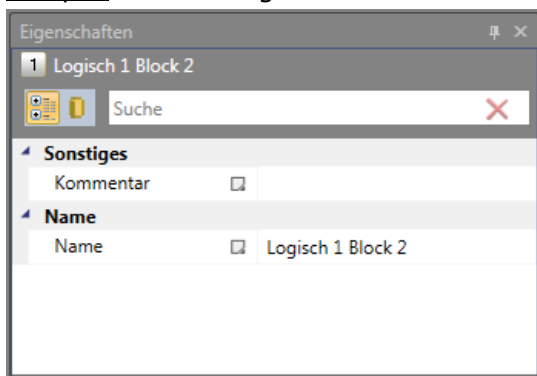 Eigenschaften
1 Logisch 1 Block 2
Suche
Sonstiges
Kommentar
Name
Name Logisch 1 Block 2